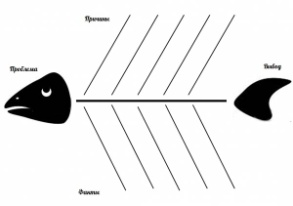 Причины
Проблема
Вывод
Факты